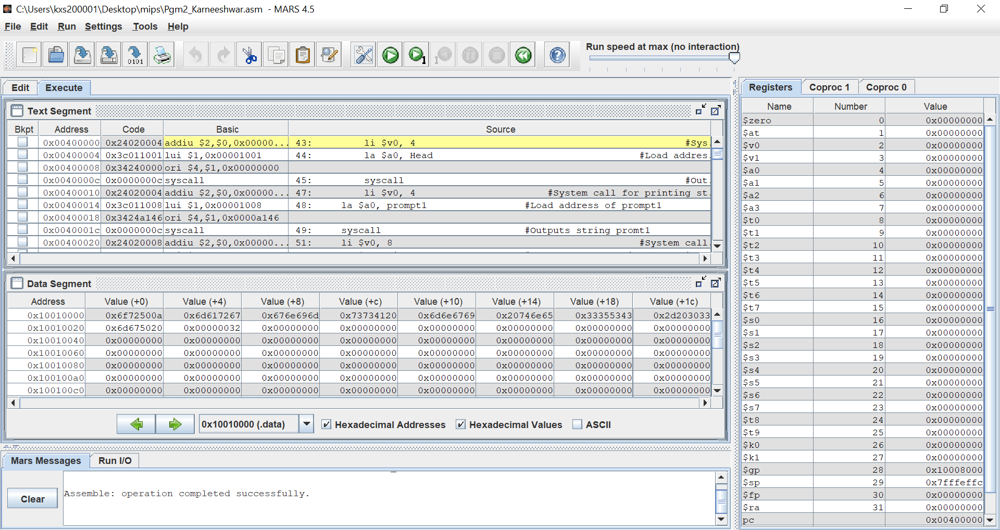 C:\Users\kxs200001\Desktop\mips\Pgm2_Karneeshwar.asm - MARS 4.5
File Edit Run Settings Tools Help
Run speed at max (no interaction)
Edit Execute
Text Segment
Bkpt Address Code Basic Source
0x00400000 0x24020004 addiu $2,$0,0x00000... 43: li $v0, 4 #Sys.
0x00400004 0x3c011001 lui $1,0x00001001 44: la $a0, Head #Load addres.
0x00400008 0x34240000 ori $4,$1,0x00000000
0x0040000c 0x0000000c syscall 45: syscall #Out.
0x00400010 0x24020004 addiu $2,$0,0x00000... 47: li $v0, 4 #System call for printing st.
0x00400014 0x3c011008 lui $1,0x00001008 48: la $a0, prompt1 #Load address of prompt1
0x00400018 0x3424a146 ori $4,$1,0x0000a146
0x0040001c 0x0000000c syscall 49: syscall #Outputs string promt1
0x00400020 0x24020008 addiu $2,$0,0x00000... 51: li $v0, 8 #System call.
Data Segment
Address Value (+0) Value (+4) Value (+8) Value (+c) Value (+10) Value (+14) Value (+18) Value (+1c)
0x10010000 0x6f72500a 0x6d617267 0x676e696d 0x73734120 0x6d6e6769 0x20746e65 0x33355343 0x2d203033
0x10010020 0x6d675020 0x00000032 0x00000000 0x00000000 0x00000000 0x00000000 0x00000000 0x00000000
0x10010040 0x00000000 0x00000000 0x00000000 0x00000000 0x00000000 0x00000000 0x00000000 0x00000000
0x10010060 0x00000000 0x00000000 0x00000000 0x00000000 0x00000000 0x00000000 0x00000000 0x00000000
0x10010080 0x00000000 0x00000000 0x00000000 0x00000000 0x00000000 0x00000000 0x00000000 0x00000000
0x100100a0 0x00000000 0x00000000 0x00000000 0x00000000 0x00000000 0x00000000 0x00000000 0x00000000
0x100100c0 0x00000000 0x00000000 0x00000000 0x00000000 0x00000000 0x00000000 0x00000000 0x00000000
0x10010000 (.data) Hexadecimal Addresses Hexadecimal Values ASCII
Mars Messages Run I/O
Assemble: operation completed successfully.
Clear
Registers Coproc 1 Coproc 0
Name Number Value
$zero 0 0x00000000
$at 1 0x00000000
$v0 2 0x00000000
$v1 3 0x00000000
$a0 4 0x00000000
$a1 5 0x00000000
$a2 6 0x00000000
$a3 7 0x00000000
$t0 8 0x00000000
$t1 9 0x00000000
$t2 10 0x00000000
$t3 11 0x00000000
$t4 12 0x00000000
$t5 13 0x00000000
$t6 14 0x00000000
$t7 15 0x00000000
$s0 16 0x00000000
$s1 17 0x00000000
$s2 18 0x00000000
$s3 19 0x00000000
$s4 20 0x00000000
$s5 21 0x00000000
$s6 22 0x00000000
$s7 23 0x00000000
$t8 24 0x00000000
$t9 25 0x00000000
$k0 26 0x00000000
$k1 27 0x00000000
$gp 28 0x10008000
$sp 29 0x7fffeffc
$fp 30 0x00000000
$ra 31 0x00000000
pc 0x00400000